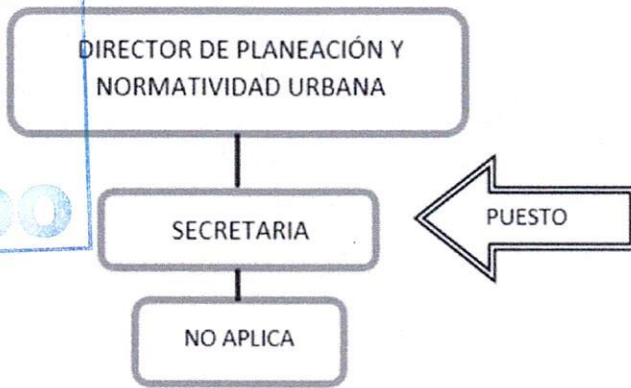 DIRECTOR DE PLANEACIÓN Y
NORMATIVIDAD URBANA
SECRETARIA
PUESTO
NO APLICA